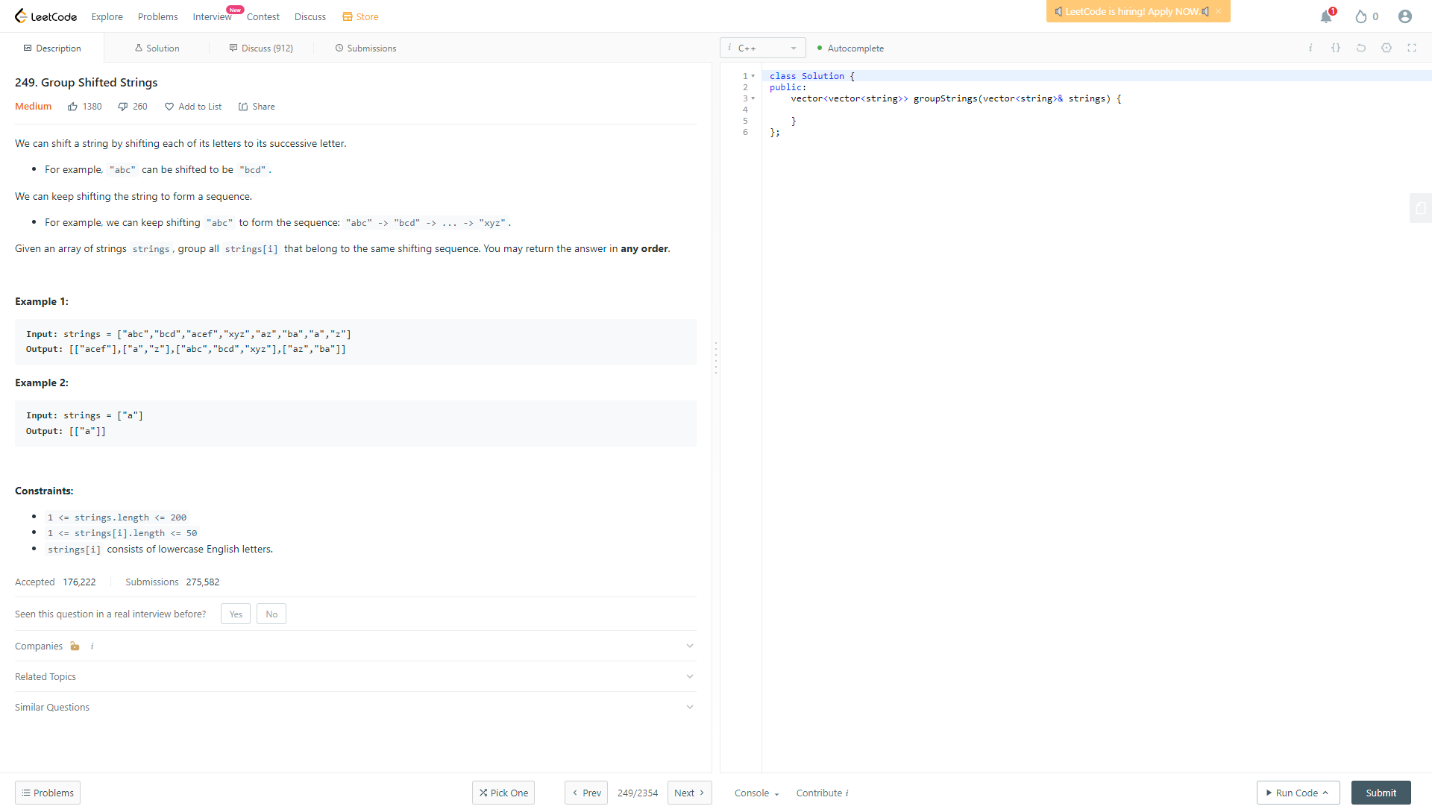 LeetCode Explore Problems Interview New Contest Discuss Store LeetCode is hiring! Apply NOW. × 1 0
Description Solution Discuss (912) Submissions i C++ Autocomplete i {}
249. Group Shifted Strings
Medium 1380 260 Add to List Share
We can shift a string by shifting each of its letters to its successive letter.
• For example, "abc" can be shifted to be "bcd".
We can keep shifting the string to form a sequence.
• For example, we can keep shifting "abc" to form the sequence: "abc" -> "bcd" -> ... -> "xyz".
Given an array of strings strings, group all strings[i] that belong to the same shifting sequence. You may return the answer in any order.
Example 1:
Input: strings = ["abc","bcd","acef","xyz","az","ba","a","z"]
Output: [["acef"],["a","z"],["abc","bcd","xyz"],["az","ba"]]
Example 2:
Input: strings = ["a"]
Output: [["a"]]
Constraints:
• 1 <= strings.length <= 200
• 1 <= strings[i].length <= 50
• strings[i] consists of lowercase English letters.
Accepted 176,222 Submissions 275,582
Seen this question in a real interview before? Yes No
Companies i
Related Topics
Similar Questions
1 class Solution {
2 public:
3 vector<vector<string>> groupStrings(vector<string>& strings) {
4
5 }
6 };
Problems Pick One < Prev 249/2354 Next > Console Contribute i Run Code Submit